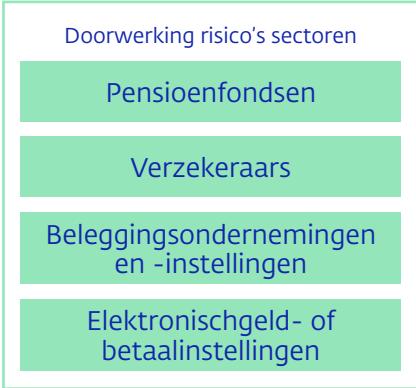 Doorwerking risico's sectoren
Pensioenfondsen
Verzekeraars
Beleggingsondernemingen
en -instellingen
Elektronischgeld- of
betaalinstellingen